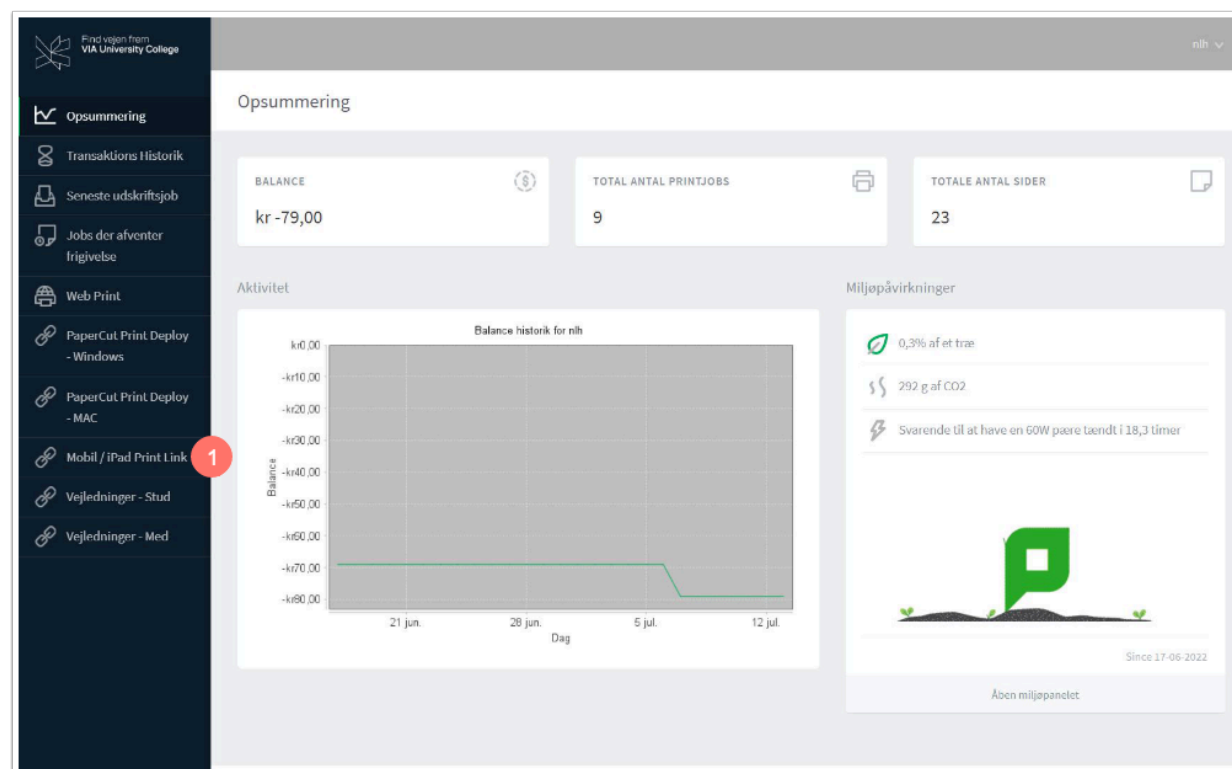 Find vejen frem
VIA University College
nlh
Opsummering
Transaktions Historik
Seneste udskriftsjob
Jobs der afventer
frigivelse
Web Print
PaperCut Print Deploy
- Windows
PaperCut Print Deploy
- MAC
Mobil / iPad Print Link
1
Vejledninger - Stud
Vejledninger - Med
Opsummering
BALANCE
kr -79,00
TOTAL ANTAL PRINTJOBS
9
TOTALE ANTAL SIDER
23
Aktivitet
Balance historik for nlh
kr0,00
-kr10,00
-kr20,00
-kr30,00
-kr40,00
-kr50,00
-kr60,00
-kr70,00
-kr80,00
Balance
21 jun.
28 jun.
5 jul.
12 jul.
Dag
Miljøpåvirkninger
0,3% af et træ
292 g af CO2
Svarende til at have en 60W pære tændt i 18,3 timer
Since 17-06-2022
Åben miljøpanelet